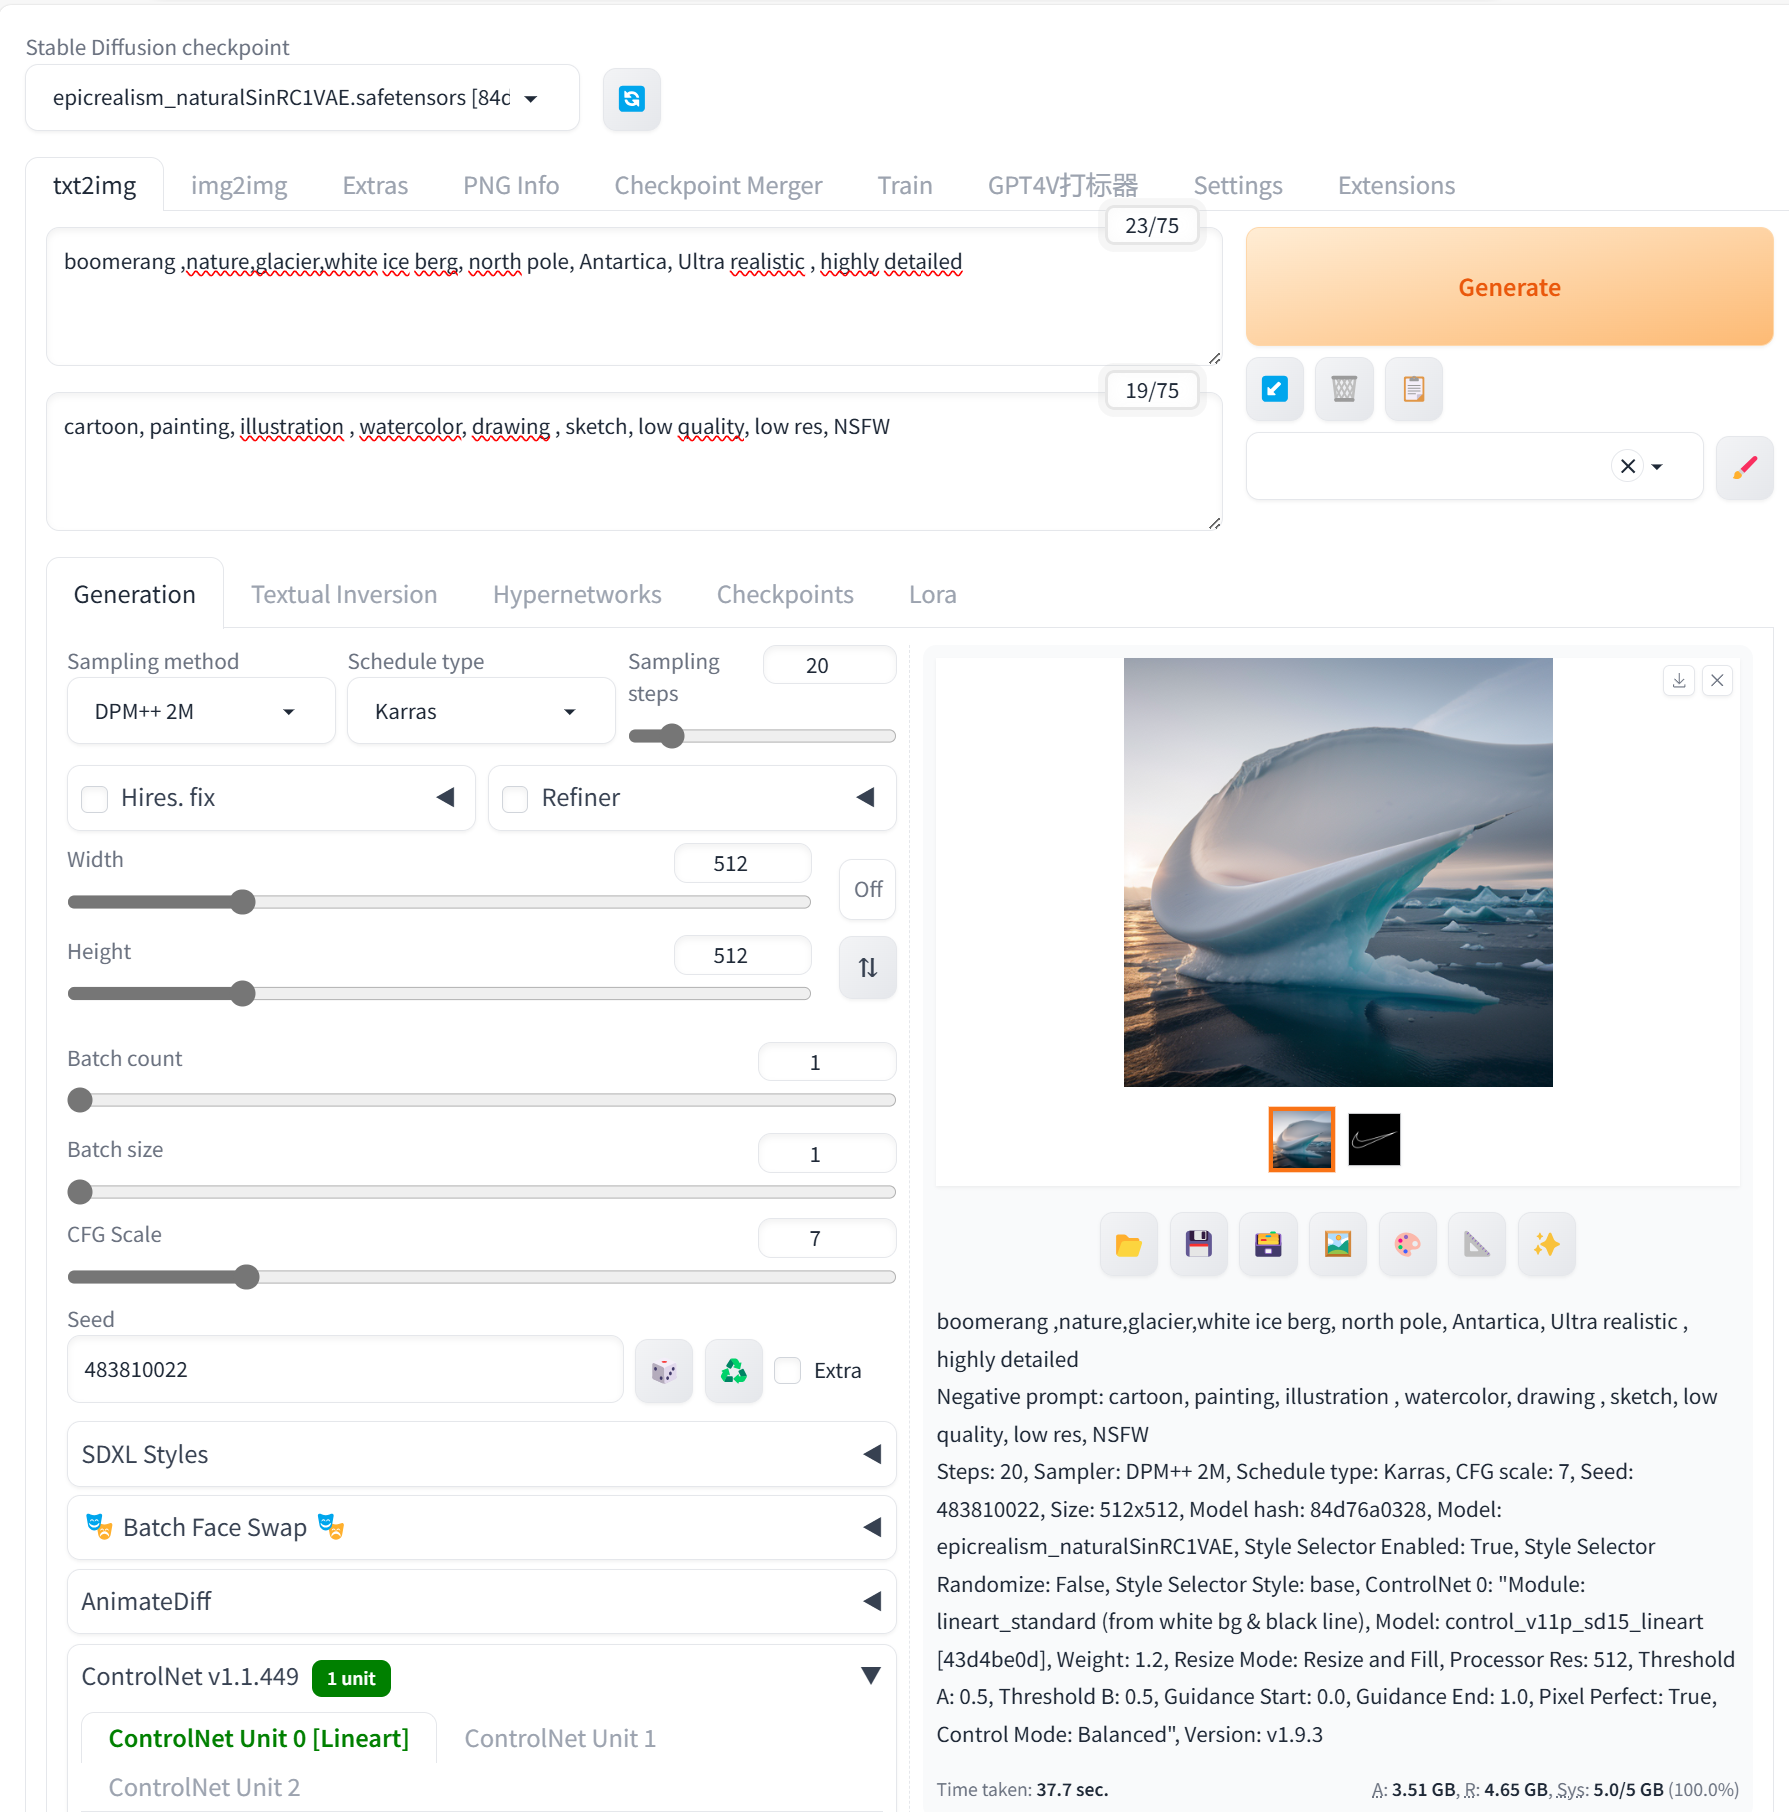 Stable Diffusion checkpoint
epicrealism_naturalSinRC1VAE.safetensors [84d
txt2img img2img Extras PNG Info Checkpoint Merger Train GPT4V打标器 Settings Extensions
23/75
boomerang ,nature,glacier,white ice berg, north pole, Antartica, Ultra realistic , highly detailed
Generate
19/75
cartoon, painting, illustration , watercolor, drawing , sketch, low quality, low res, NSFW
Generation Textual Inversion Hypernetworks Checkpoints Lora
Sampling method
DPM++ 2M
Schedule type
Karras
Sampling
steps
20
Hires. fix
Refiner
Width
512
Off
Height
512
Batch count
1
Batch size
1
CFG Scale
7
Seed
483810022
Extra
SDXL Styles
Batch Face Swap
AnimateDiff
ControlNet v1.1.449 1 unit
ControlNet Unit 0 [Lineart] ControlNet Unit 1
ControlNet Unit 2
boomerang ,nature,glacier,white ice berg, north pole, Antartica, Ultra realistic ,
highly detailed
Negative prompt: cartoon, painting, illustration , watercolor, drawing , sketch, low
quality, low res, NSFW
Steps: 20, Sampler: DPM++ 2M, Schedule type: Karras, CFG scale: 7, Seed:
483810022, Size: 512x512, Model hash: 84d76a0328, Model:
epicrealism_naturalSinRC1VAE, Style Selector Enabled: True, Style Selector
Randomize: False, Style Selector Style: base, ControlNet 0: "Module:
lineart_standard (from white bg & black line), Model: control_v11p_sd15_lineart
[43d4be0d], Weight: 1.2, Resize Mode: Resize and Fill, Processor Res: 512, Threshold
A: 0.5, Threshold B: 0.5, Guidance Start: 0.0, Guidance End: 1.0, Pixel Perfect: True,
Control Mode: Balanced", Version: v1.9.3
Time taken: 37.7 sec.
A: 3.51 GB, R: 4.65 GB, Sys: 5.0/5 GB (100.0%)